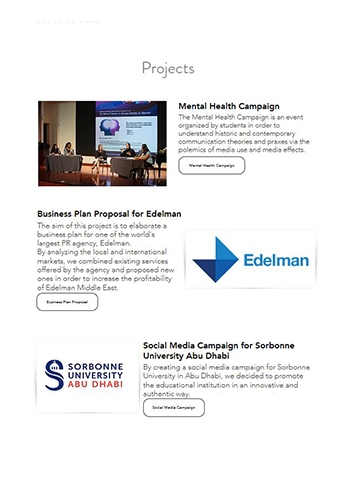 Projects
Mental Health Campaign
The Mental Health Campaign is an event
organized by students in order to
understand historic and contemporary
communication theories and praxes via the
polemics of media use and media effects.
Mental Health Campaign
Business Plan Proposal for Edelman
The aim of this project is to elaborate a
business plan for one of the world's
largest PR agency, Edelman.
By analyzing the local and international
markets, we combined existing services
offered by the agency and proposed new
ones in order to increase the profitability
of Edelman Middle East.
Business Plan Proposal
Edelman
Social Media Campaign for Sorbonne
University Abu Dhabi
By creating a social media campaign for Sorbonne
University in Abu Dhabi, we decided to promote
the educational institution in an innovative and
authentic way.
Social Media Campaign
SORBONNE
UNIVERSITY
ABU DHABI